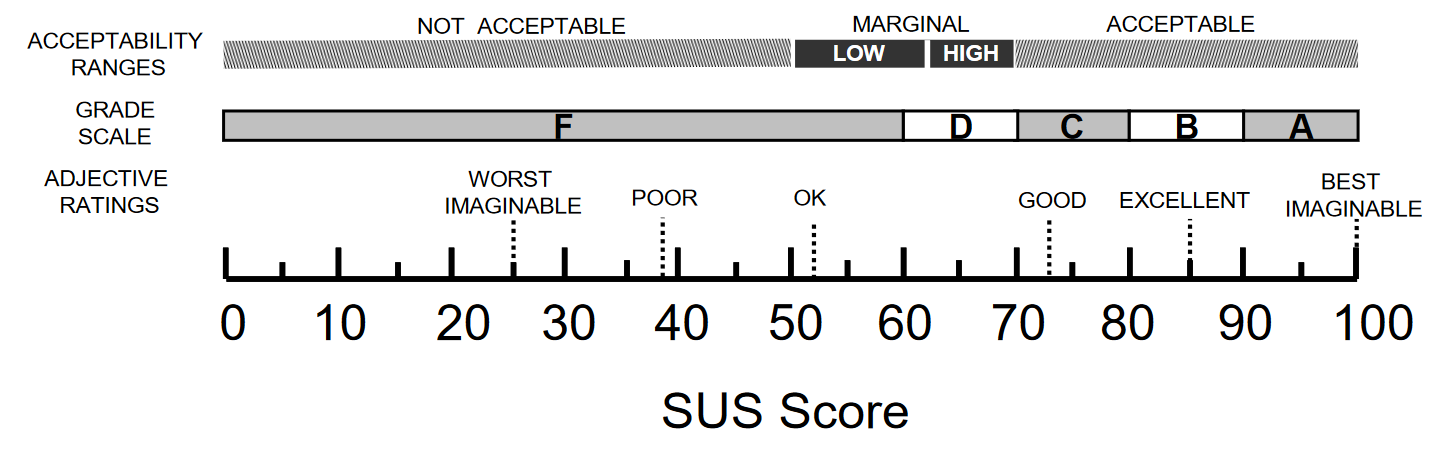 NOT ACCEPTABLE
MARGINAL
ACCEPTABLE
ACCEPTABILITY
RANGES
LOW
HIGH
GRADE
SCALE
F
D
C
B
A
ADJECTIVE
RATINGS
WORST
IMAGINABLE
POOR
OK
GOOD
EXCELLENT
BEST
IMAGINABLE
0 10 20 30 40 50 60 70 80 90 100
SUS Score